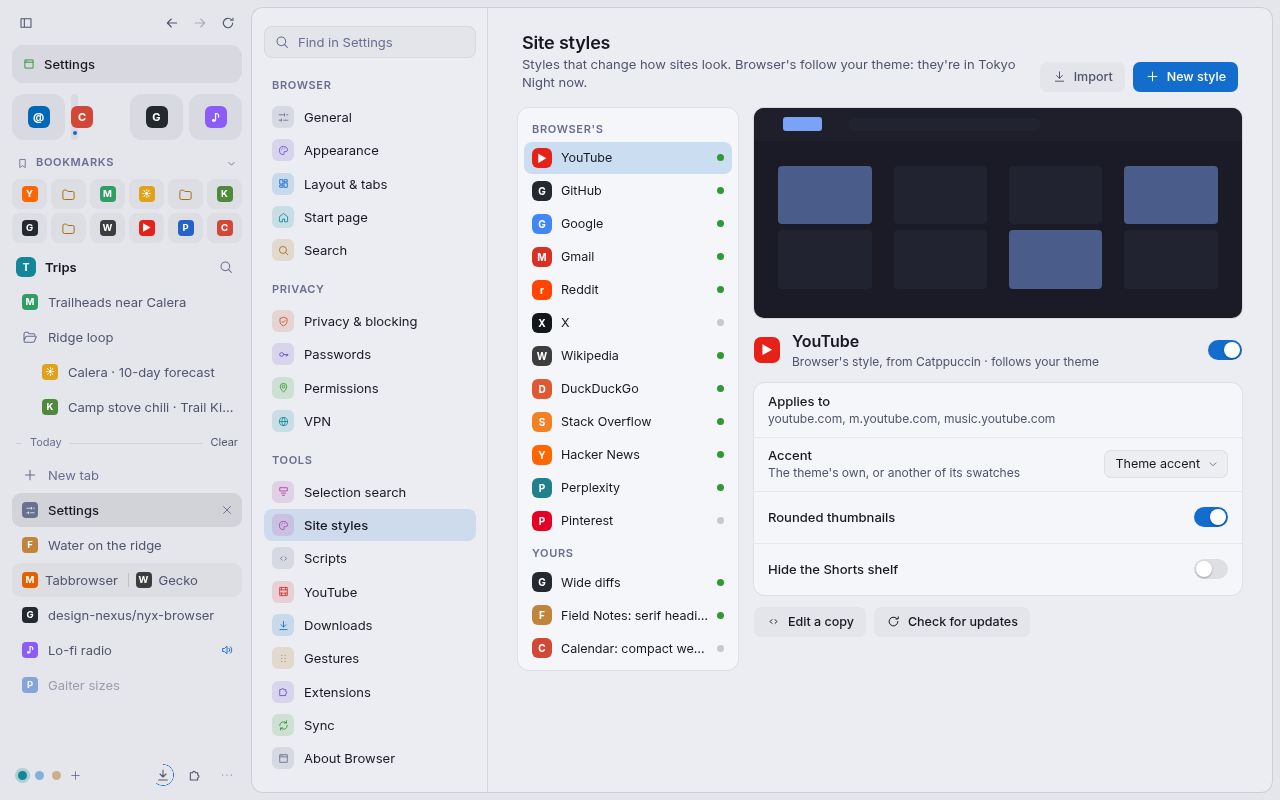 Settings
@
C
G
BOOKMARKS
Y
M
K
G
W
P
C
T Trips
M Trailheads near Calera
Ridge loop
Calera · 10-day forecast
K Camp stove chili · Trail Ki...
Today
Clear
New tab
Settings
F Water on the ridge
M Tabbrowser
W Gecko
G design-nexus/nyx-browser
Lo-fi radio
P Gaiter sizes
Find in Settings
BROWSER
General
Appearance
Layout & tabs
Start page
Search
PRIVACY
Privacy & blocking
Passwords
Permissions
VPN
TOOLS
Selection search
Site styles
Scripts
YouTube
Downloads
Gestures
Extensions
Sync
About Browser
Site styles
Styles that change how sites look. Browser's follow your theme: they're in Tokyo
Night now.
Import
New style
BROWSER'S
YouTube
G GitHub
G Google
M Gmail
r Reddit
X X
W Wikipedia
D DuckDuckGo
S Stack Overflow
Y Hacker News
P Perplexity
P Pinterest
YOURS
G Wide diffs
F Field Notes: serif headi...
C Calendar: compact we...
YouTube
Browser's style, from Catppuccin · follows your theme
Applies to
youtube.com, m.youtube.com, music.youtube.com
Accent
The theme's own, or another of its swatches
Theme accent
Rounded thumbnails
Hide the Shorts shelf
Edit a copy
Check for updates